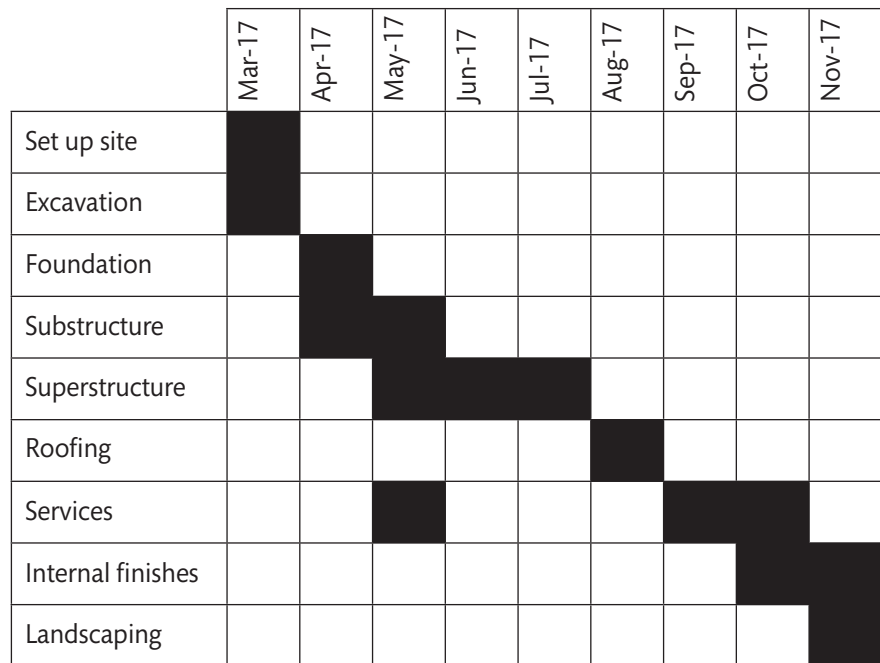 Mar-17
Apr-17
May-17
Jun-17
Jul-17
Aug-17
Sep-17
Oct-17
Nov-17
Set up site
Excavation
Foundation
Substructure
Superstructure
Roofing
Services
Internal finishes
Landscaping